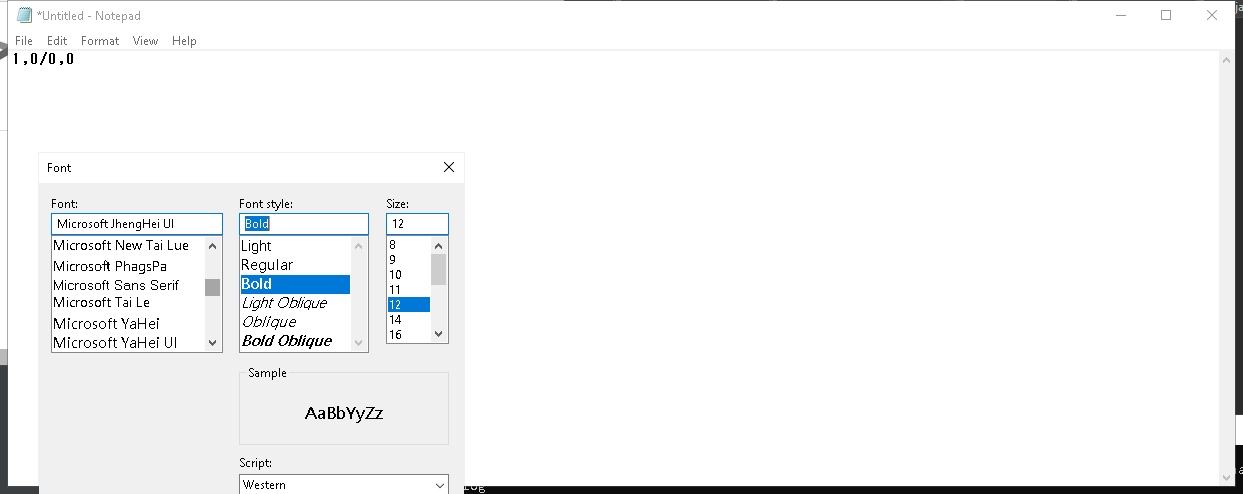 *Untitled - Notepad
File Edit Format View Help
1,0/0,0
Font
Font:
Microsoft JhengHei UI
Microsoft New Tai Lue
Microsoft PhagsPa
Microsoft Sans Serif
Microsoft Tai Le
Microsoft YaHei
Microsoft YaHei UI
Font style:
Bold
Light
Regular
Bold
Light Oblique
Oblique
Bold Oblique
Size:
12
8
9
10
11
12
14
16
Sample
AaBbYyZz
Script:
Western